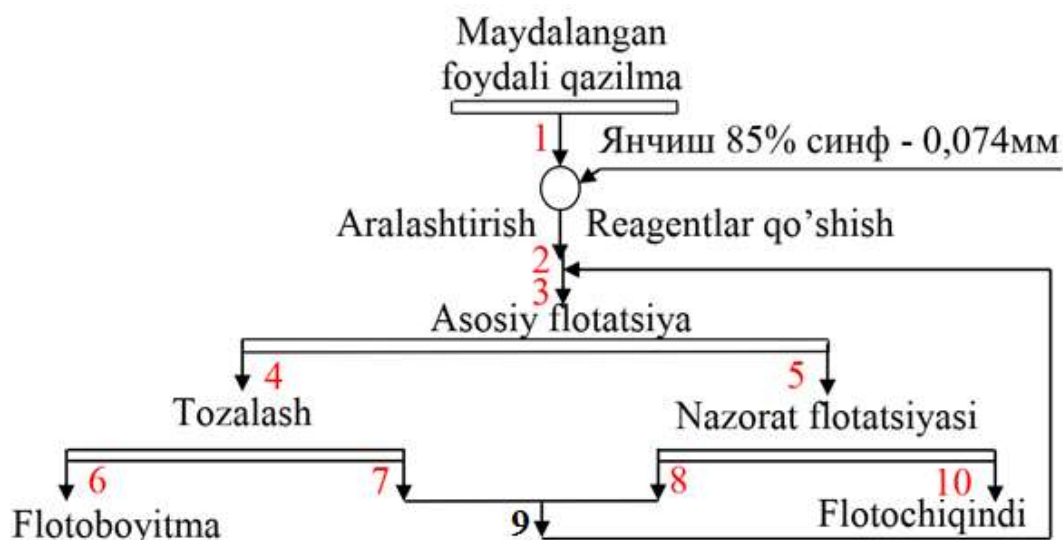 Maydalangan
foydali qazilma
1
Янчиш 85% синф - 0,074мм
Aralashtirish
Reagentlar qo’shish
2
3
Asosiy flotatsiya
4
5
Tozalash
Nazorat flotatsiyasi
6
7
8
10
Flotoboyitma
9
Flotochiqindi